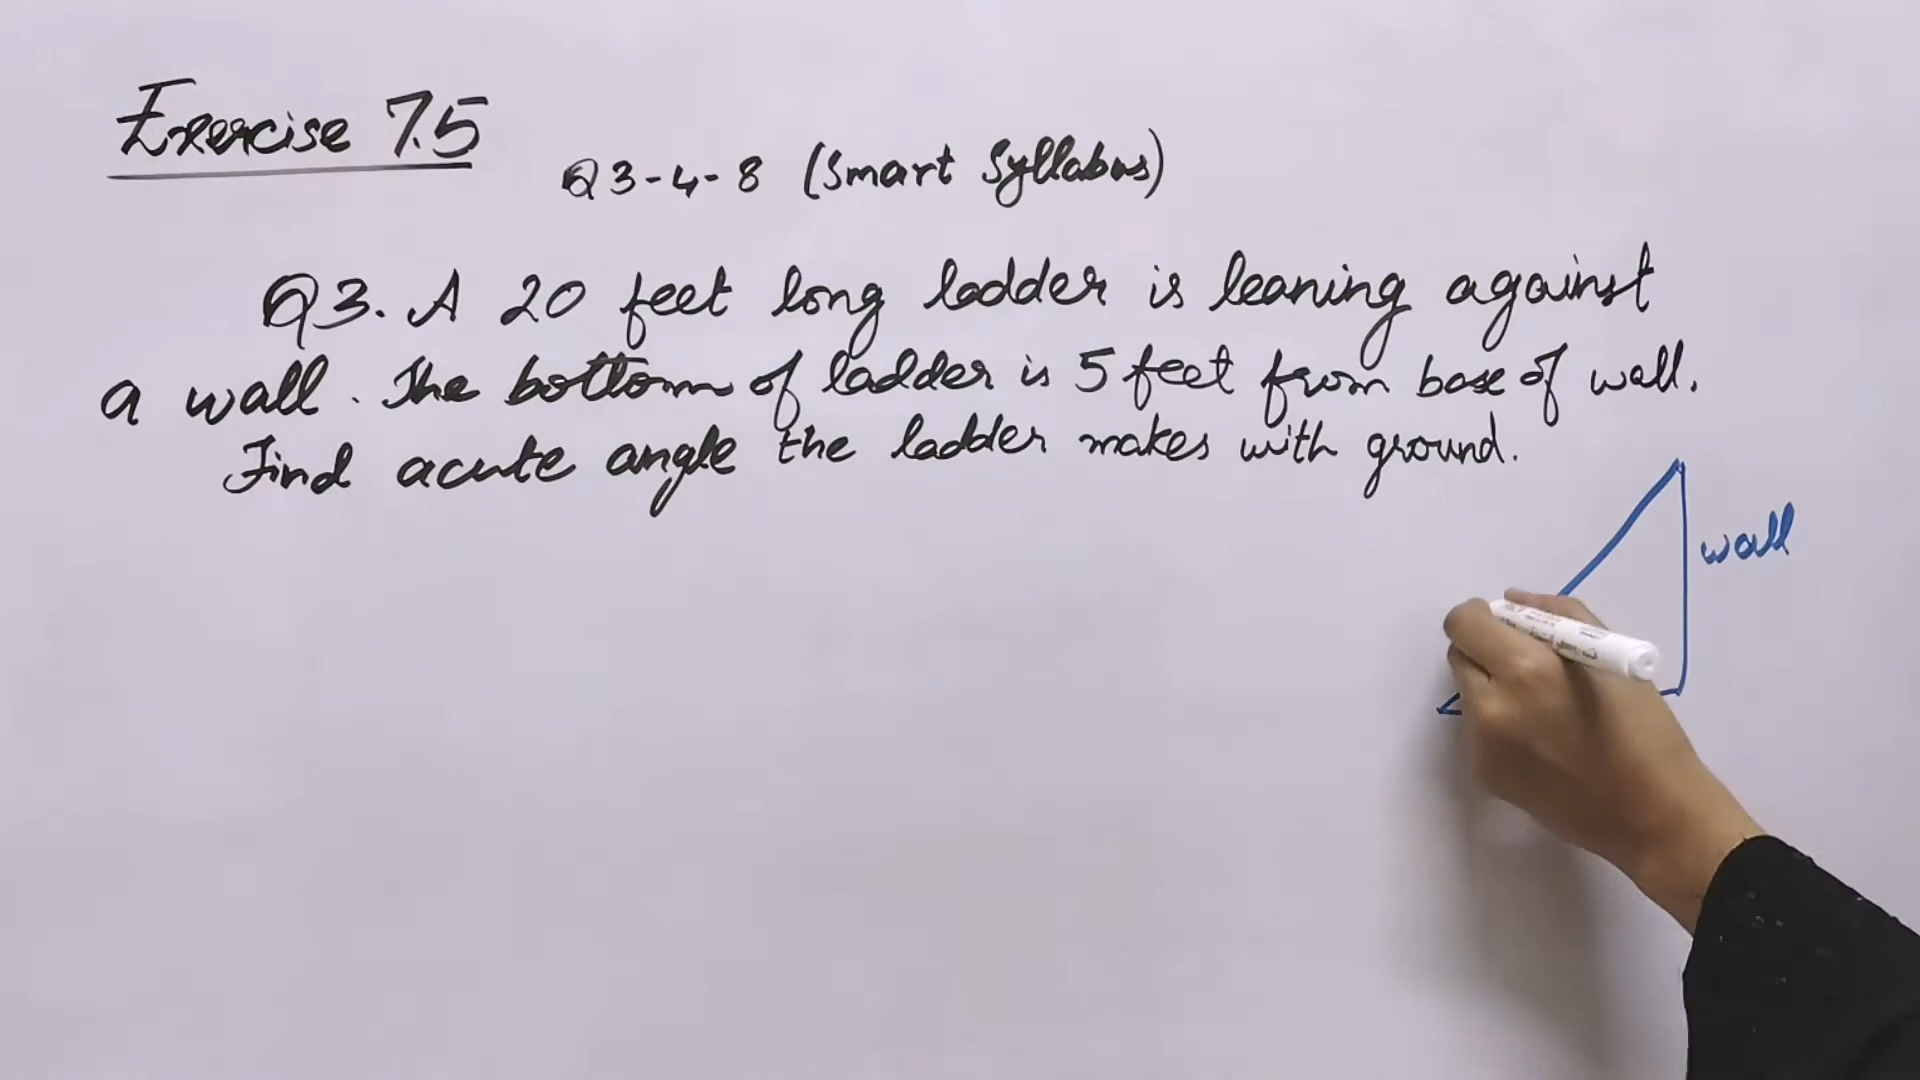 Exercise 7.5
Q3-4-8 (Smart Syllabus)
Q3. A 20 feet long ladder is leaning against
a wall. The bottom of ladder is 5 feet from base of wall.
Find acute angle the ladder makes with ground.
wall